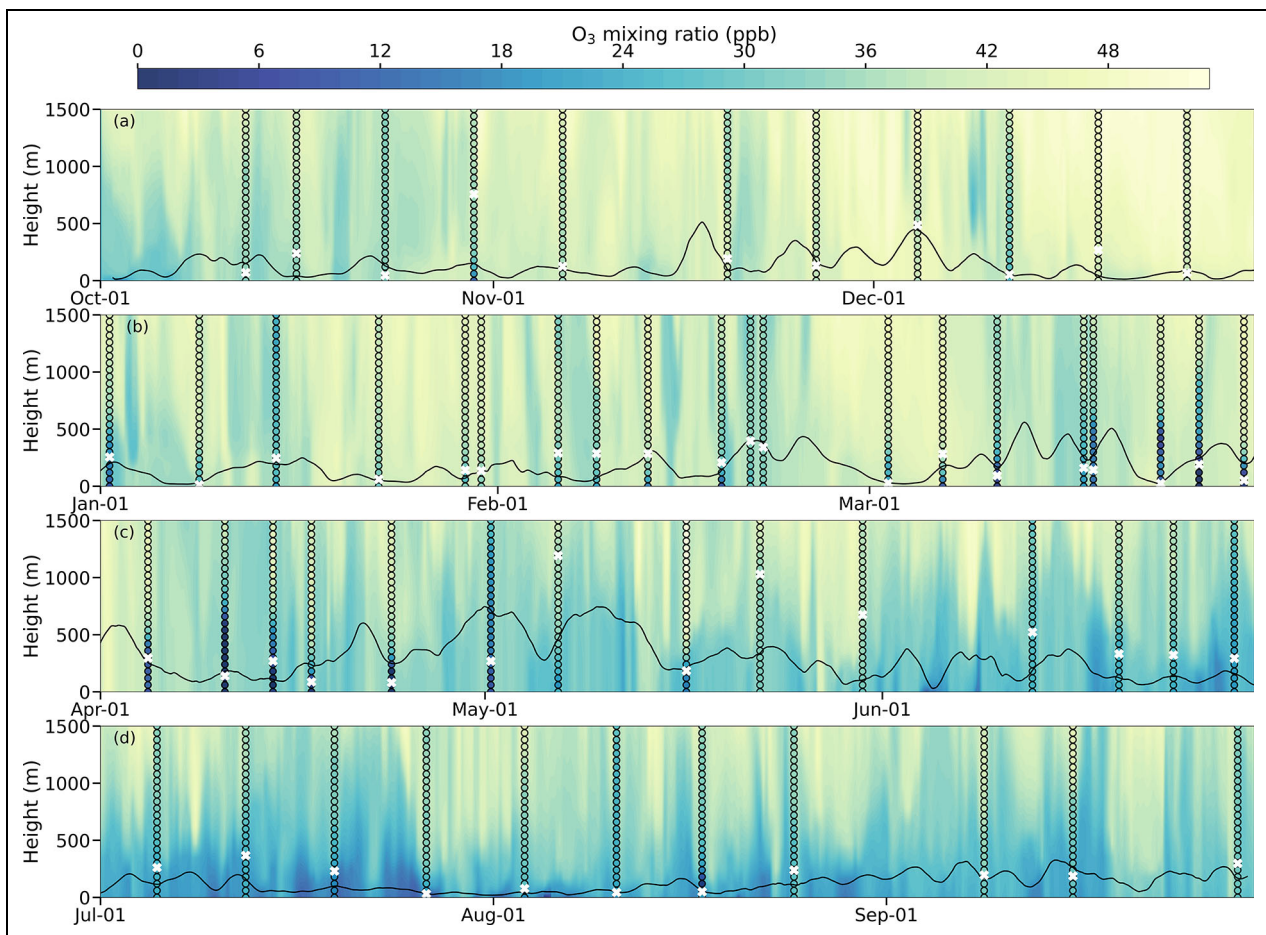 O₃ mixing ratio (ppb)
0 6 12 18 24 30 36 42 48
(a)
Height (m)
1500
1000
500
0
Oct-01 Nov-01 Dec-01
(b)
Height (m)
1500
1000
500
0
Jan-01 Feb-01 Mar-01
(c)
Height (m)
1500
1000
500
0
Apr-01 May-01 Jun-01
(d)
Height (m)
1500
1000
500
0
Jul-01 Aug-01 Sep-01